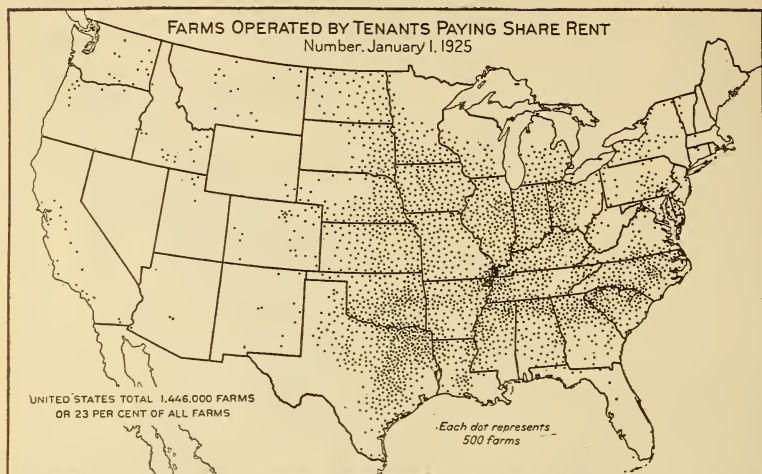 FARMS OPERATED BY TENANTS PAYING SHARE RENT
Number. January 1, 1925
UNITED STATES TOTAL 1,446,000 FARMS
OR 23 PER CENT OF ALL FARMS
Each dot represents
500 farms